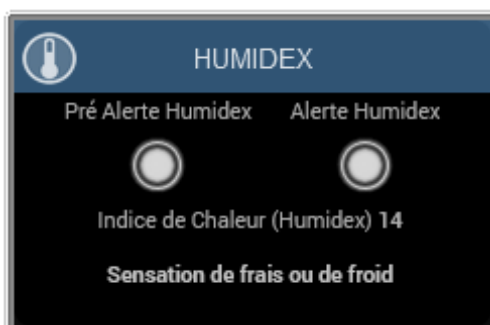 HUMIDEX
Pré Alerte Humidex Alerte Humidex
Indice de Chaleur (Humidex) 14
Sensation de frais ou de froid